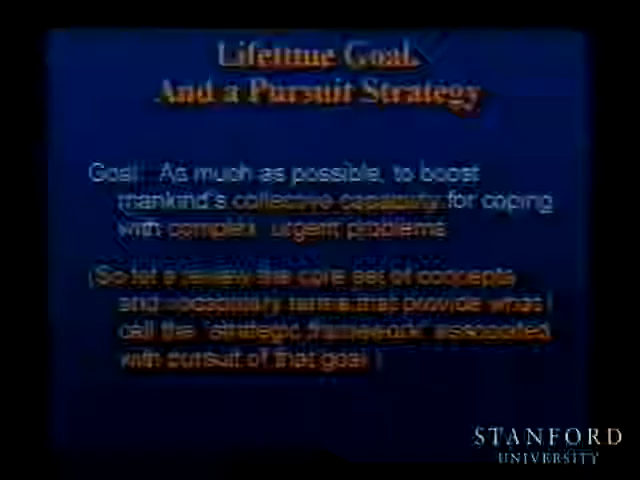 Lifetime Goal
And a Pursuit Strategy
Goal: As much as possible, to boost
mankind's collective capacity for coping
with complex, urgent problems
(So let's review the core set of concepts
and vocabulary terms that provide what I
call the "strategic framework" associated
with pursuit of that goal.)
STANFORD
UNIVERSITY